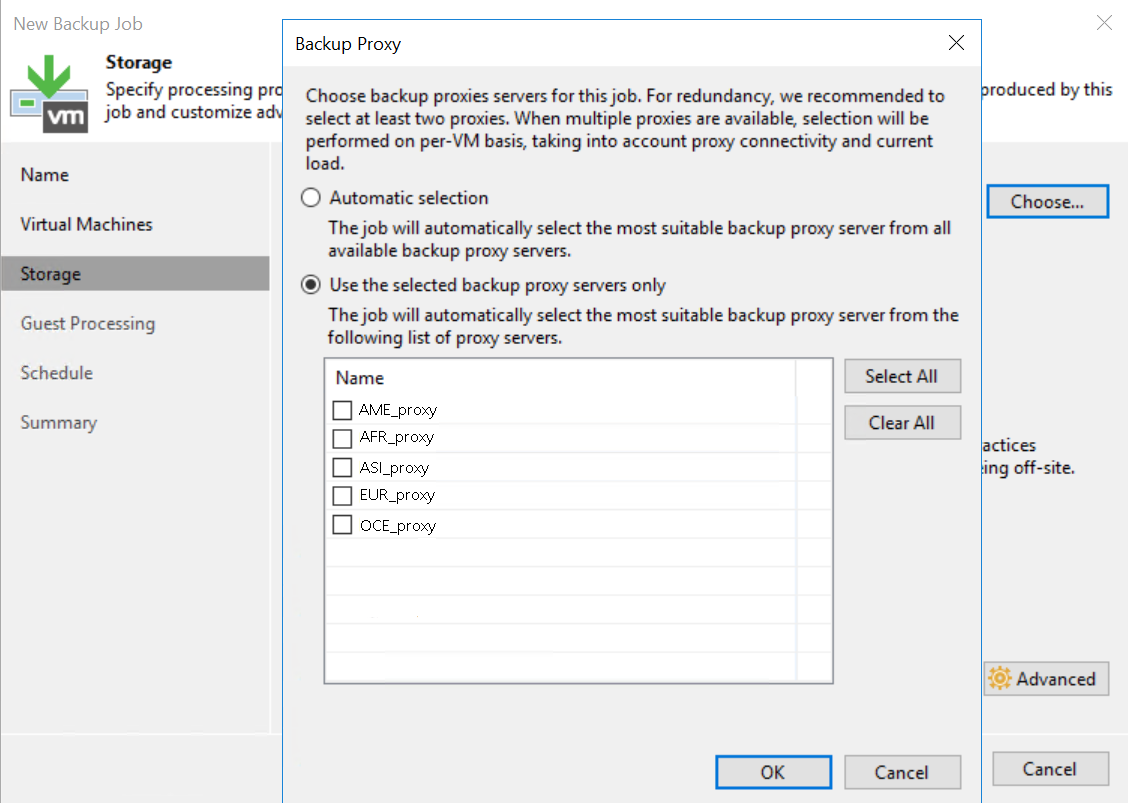 New Backup Job
Storage
Specify processing pro
job and customize adv
produced by this
vm
Name
Virtual Machines
Storage
Guest Processing
Schedule
Summary
Backup Proxy
Choose backup proxies servers for this job. For redundancy, we recommended to
select at least two proxies. When multiple proxies are available, selection will be
performed on per-VM basis, taking into account proxy connectivity and current
load.
Automatic selection
The job will automatically select the most suitable backup proxy server from all
available backup proxy servers.
Use the selected backup proxy servers only
The job will automatically select the most suitable backup proxy server from the
following list of proxy servers.
Name
AME_proxy
AFR_proxy
ASI_proxy
EUR_proxy
OCE_proxy
Select All
Clear All
OK
Cancel
Choose...
actices
ing off-site.
Advanced
Cancel